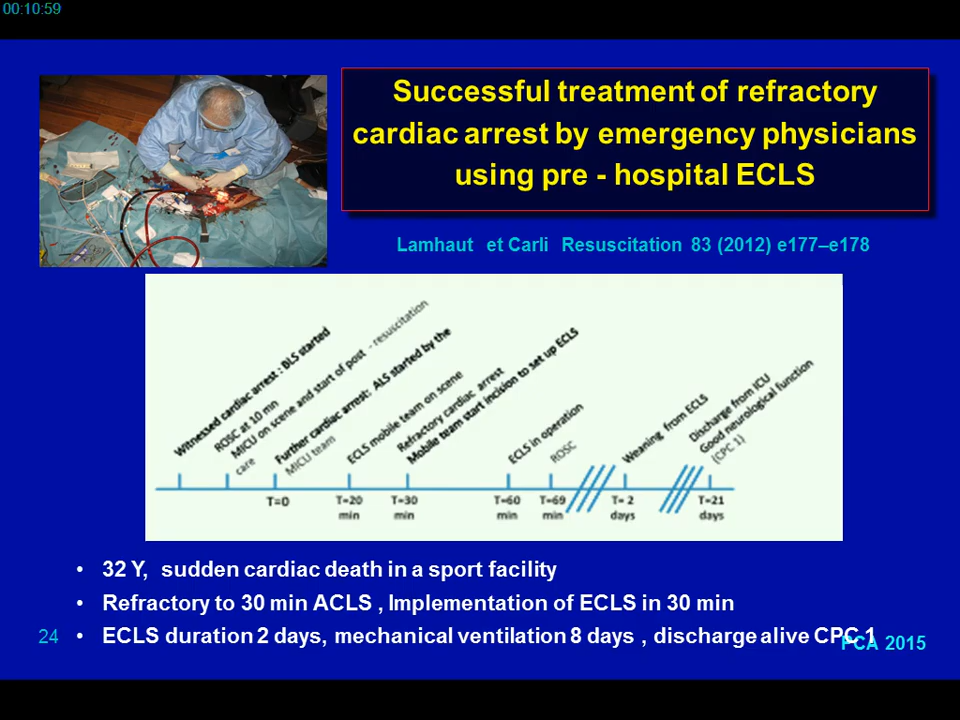 00:10:59
Successful treatment of refractory
cardiac arrest by emergency physicians
using pre - hospital ECLS
Lamhaut et Carli Resuscitation 83 (2012) e177–e178
Witnessed cardiac arrest : BLS started
ROSC at 10 mn
MICU on scene and start of post - resuscitation
care
Further cardiac arrest: ALS started by the
MICU team
ECLS mobile team on scene
Refractory cardiac arrest
Mobile team start incision to set up ECLS
ECLS in operation
ROSC
Weaning from ECLS
Discharge from ICU
Good neurological function
(CPC 1)
T=0
T=20
min
T=30
min
T=60
min
T=69
min
T= 2
days
T=21
days
• 32 Y, sudden cardiac death in a sport facility
• Refractory to 30 min ACLS , Implementation of ECLS in 30 min
• ECLS duration 2 days, mechanical ventilation 8 days , discharge alive CPC 1
24
PCA 2015